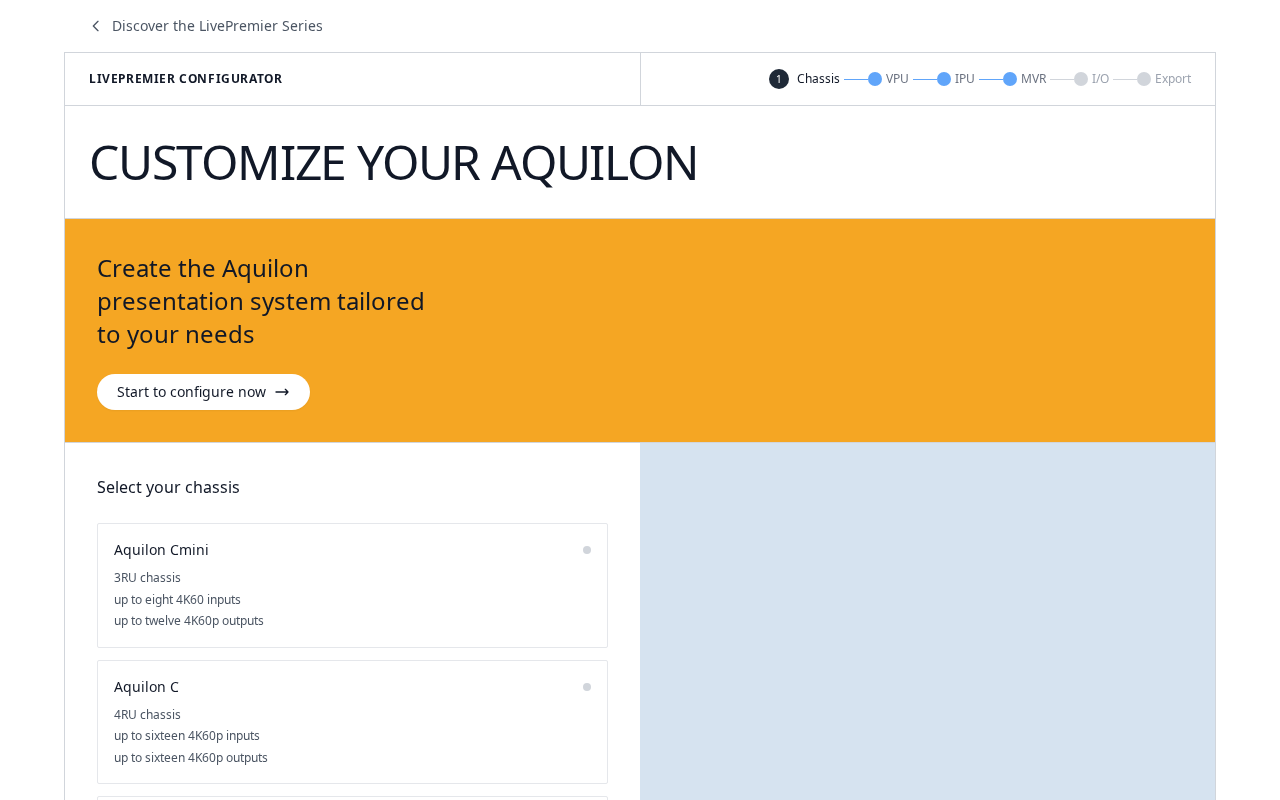 Discover the LivePremier Series
LIVEPREMIER CONFIGURATOR
1 Chassis VPU IPU MVR I/O Export
CUSTOMIZE YOUR AQUILON
Create the Aquilon
presentation system tailored
to your needs
Start to configure now →
Select your chassis
Aquilon Cmini
3RU chassis
up to eight 4K60 inputs
up to twelve 4K60p outputs
Aquilon C
4RU chassis
up to sixteen 4K60p inputs
up to sixteen 4K60p outputs